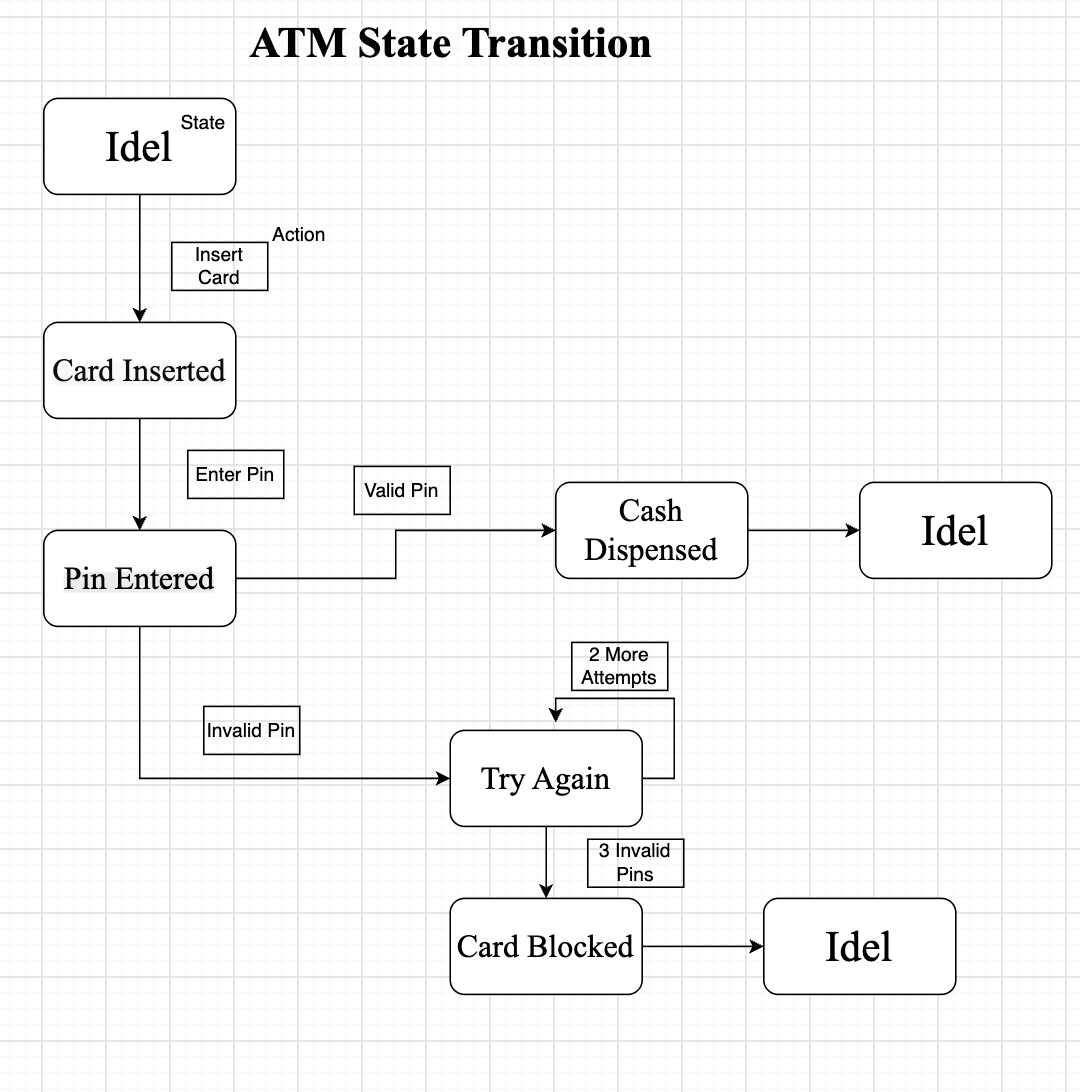 ATM State Transition
Idel
State
Action
Insert
Card
Card Inserted
Enter Pin
Valid Pin
Cash
Dispensed
Idel
Pin Entered
2 More
Attempts
Invalid Pin
Try Again
3 Invalid
Pins
Card Blocked
Idel